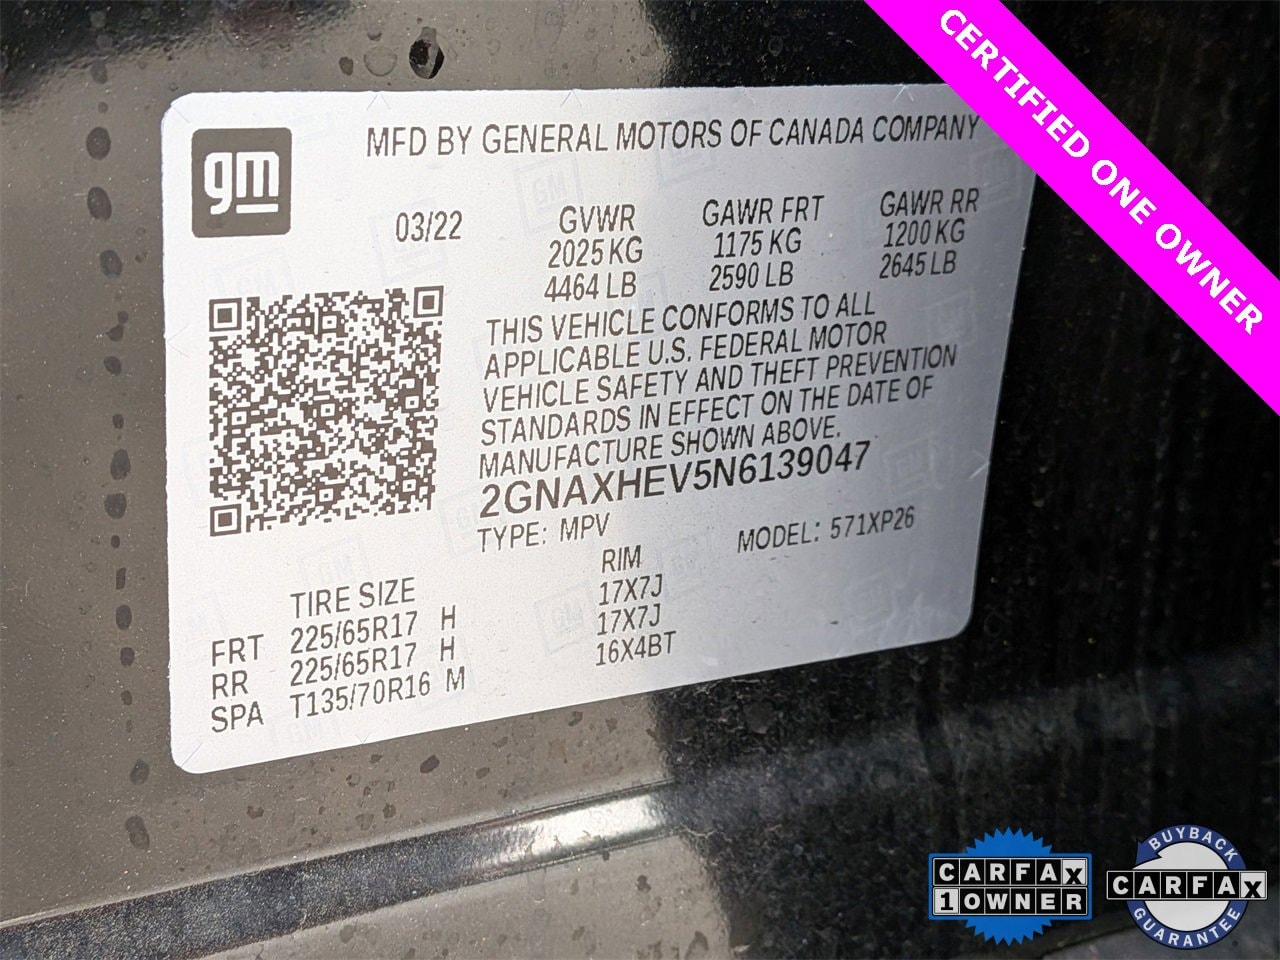 CERTIFIED ONE OWNER
gm
MFD BY GENERAL MOTORS OF CANADA COMPANY
03/22 GVWR GAWR FRT GAWR RR
2025 KG 1175 KG 1200 KG
4464 LB 2590 LB 2645 LB
THIS VEHICLE CONFORMS TO ALL
APPLICABLE U.S. FEDERAL MOTOR
VEHICLE SAFETY AND THEFT PREVENTION
STANDARDS IN EFFECT ON THE DATE OF
MANUFACTURE SHOWN ABOVE.
2GNAXHEV5N6139047
TYPE: MPV MODEL: 571XP26
TIRE SIZE RIM
FRT 225/65R17 H 17X7J
RR 225/65R17 H 17X7J
SPA T135/70R16 M 16X4BT
CARFAX
1 OWNER
BUYBACK
CARFAX
GUARANTEE